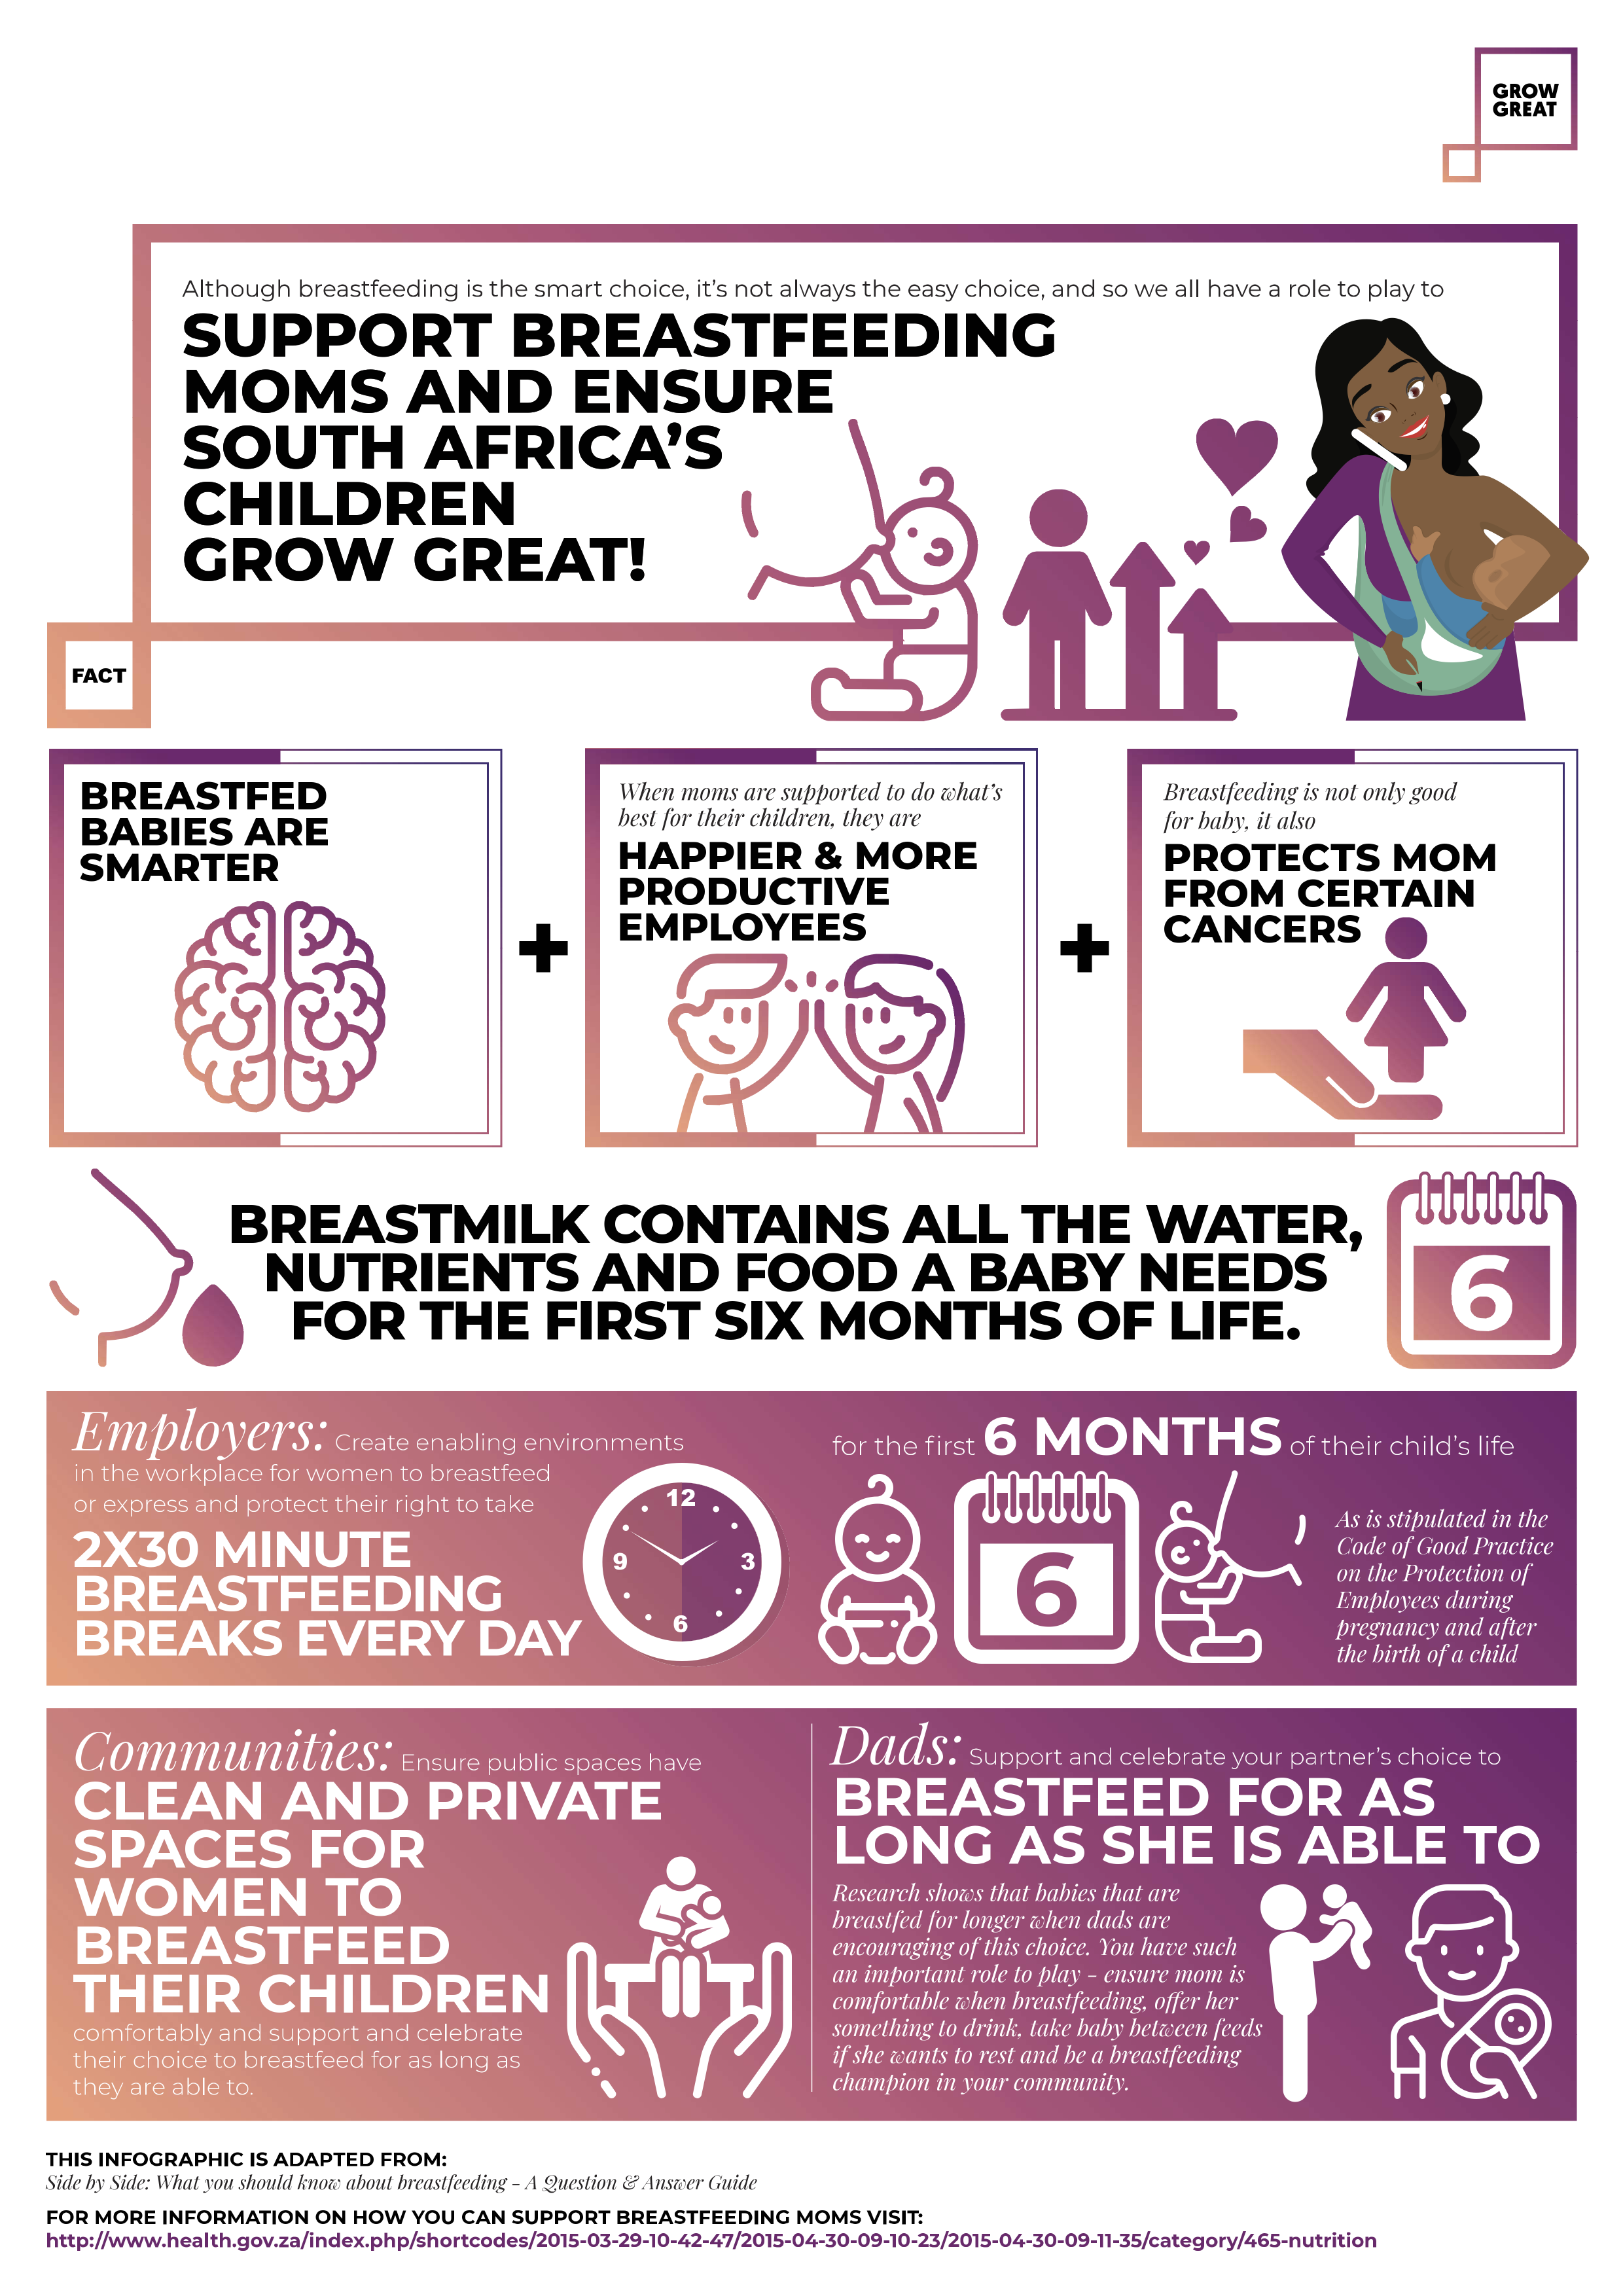 GROW
GREAT
Although breastfeeding is the smart choice, it's not always the easy choice, and so we all have a role to play to
SUPPORT BREASTFEEDING
MOMS AND ENSURE
SOUTH AFRICA'S
CHILDREN
GROW GREAT!
FACT
BREASTFED
BABIES ARE
SMARTER
+
When moms are supported to do what's
best for their children, they are
HAPPIER & MORE
PRODUCTIVE
EMPLOYEES
+
Breastfeeding is not only good
for baby, it also
PROTECTS MOM
FROM CERTAIN
CANCERS
BREASTMILK CONTAINS ALL THE WATER,
NUTRIENTS AND FOOD A BABY NEEDS
FOR THE FIRST SIX MONTHS OF LIFE.
6
Employers: Create enabling environments
in the workplace for women to breastfeed
or express and protect their right to take
2X30 MINUTE
BREASTFEEDING
BREAKS EVERY DAY
12
9
3
6
for the first 6 MONTHS of their child's life
6
As is stipulated in the
Code of Good Practice
on the Protection of
Employees during
pregnancy and after
the birth of a child
Communities: Ensure public spaces have
CLEAN AND PRIVATE
SPACES FOR
WOMEN TO
BREASTFEED
THEIR CHILDREN
comfortably and support and celebrate
their choice to breastfeed for as long as
they are able to.
Dads: Support and celebrate your partner's choice to
BREASTFEED FOR AS
LONG AS SHE IS ABLE TO
Research shows that babies that are
breastfed for longer when dads are
encouraging of this choice. You have such
an important role to play - ensure mom is
comfortable when breastfeeding, offer her
something to drink, take baby between feeds
if she wants to rest and be a breastfeeding
champion in your community.
THIS INFOGRAPHIC IS ADAPTED FROM:
Side by Side: What you should know about breastfeeding - A Question & Answer Guide
FOR MORE INFORMATION ON HOW YOU CAN SUPPORT BREASTFEEDING MOMS VISIT:
http://www.health.gov.za/index.php/shortcodes/2015-03-29-10-42-47/2015-04-30-09-10-23/2015-04-30-09-11-35/category/465-nutrition